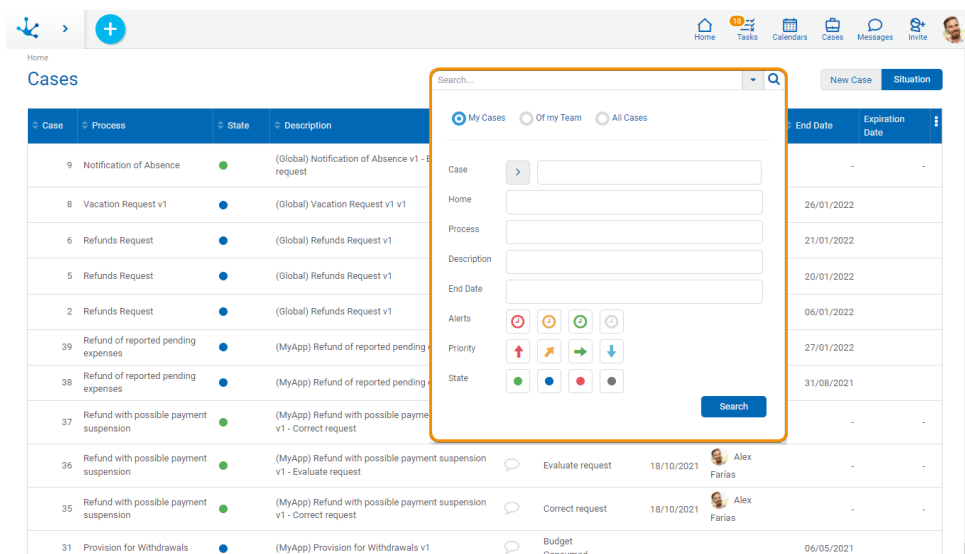 10
Home Tasks Calendars Cases Messages Invite
Home
Cases
Search...
New Case Situation
Case Process State Description End Date Expiration
Date
My Cases Of my Team All Cases
9 Notification of Absence (Global) Notification of Absence v1 -
request - -
Case
8 Vacation Request v1 (Global) Vacation Request v1 v1 26/01/2022 -
Home
6 Refunds Request (Global) Refunds Request v1 21/01/2022 -
Process
5 Refunds Request (Global) Refunds Request v1 20/01/2022 -
Description
End Date
2 Refunds Request (Global) Refunds Request v1 06/01/2022 -
Alerts
39 Refund of reported pending
expenses (MyApp) Refund of reported pending 27/01/2022 -
Priority
38 Refund of reported pending
expenses (MyApp) Refund of reported pending 31/08/2021 -
State
Search
37 Refund with possible payment
suspension (MyApp) Refund with possible
v1 - Correct request - -
36 Refund with possible payment
suspension (MyApp) Refund with possible payment suspension
v1 - Evaluate request Evaluate request 18/10/2021 Alex
Farías - -
35 Refund with possible payment
suspension (MyApp) Refund with possible payment suspension
v1 - Correct request Correct request 18/10/2021 Alex
Farías - -
31 Provision for Withdrawals (MyApp) Provision for Withdrawals v1 Budget 06/05/2021 -